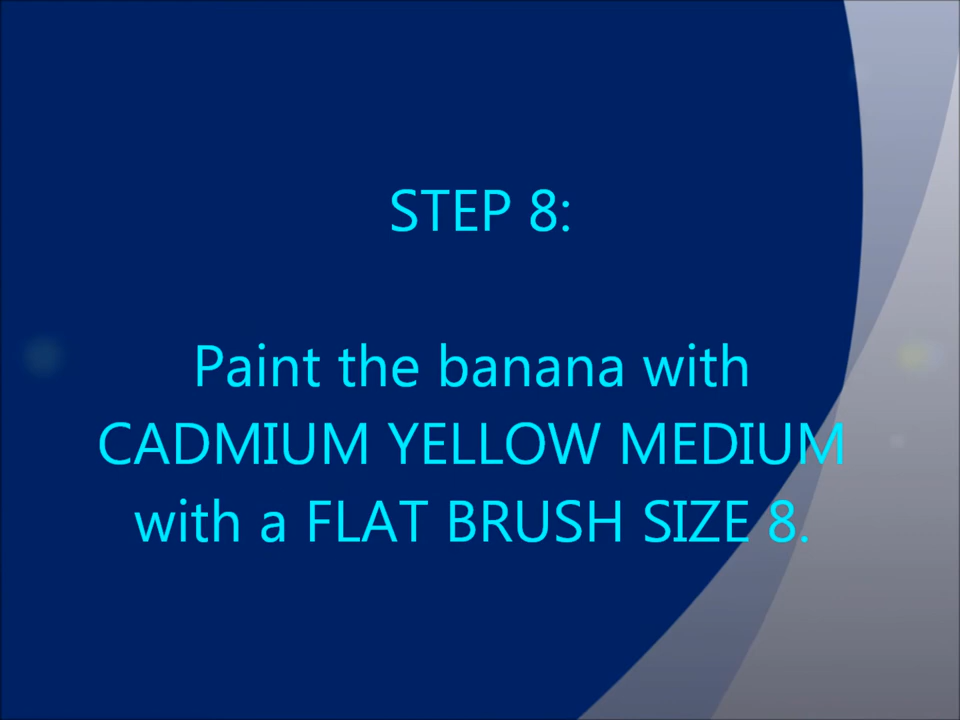 STEP 8:
Paint the banana with
CADMIUM YELLOW MEDIUM
with a FLAT BRUSH SIZE 8.